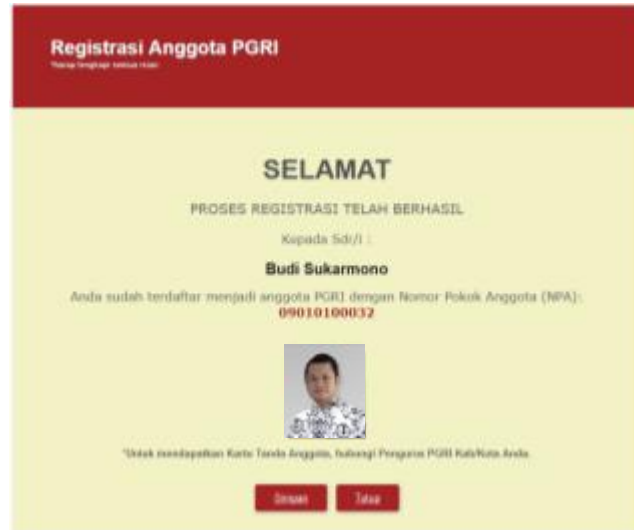 Registrasi Anggota PGRI
SELAMAT
PROSES REGISTRASI TELAH BERHASIL
Kepada Sdr/i :
Budi Sukarmono
Anda sudah terdaftar menjadi anggota PGRI dengan Nomor Pokok Anggota (NPA):
09010100032
*Untuk mendapatkan Kartu Tanda Anggota, hubungi Pengurus PGRI Kab/Kota Anda.
Tutup